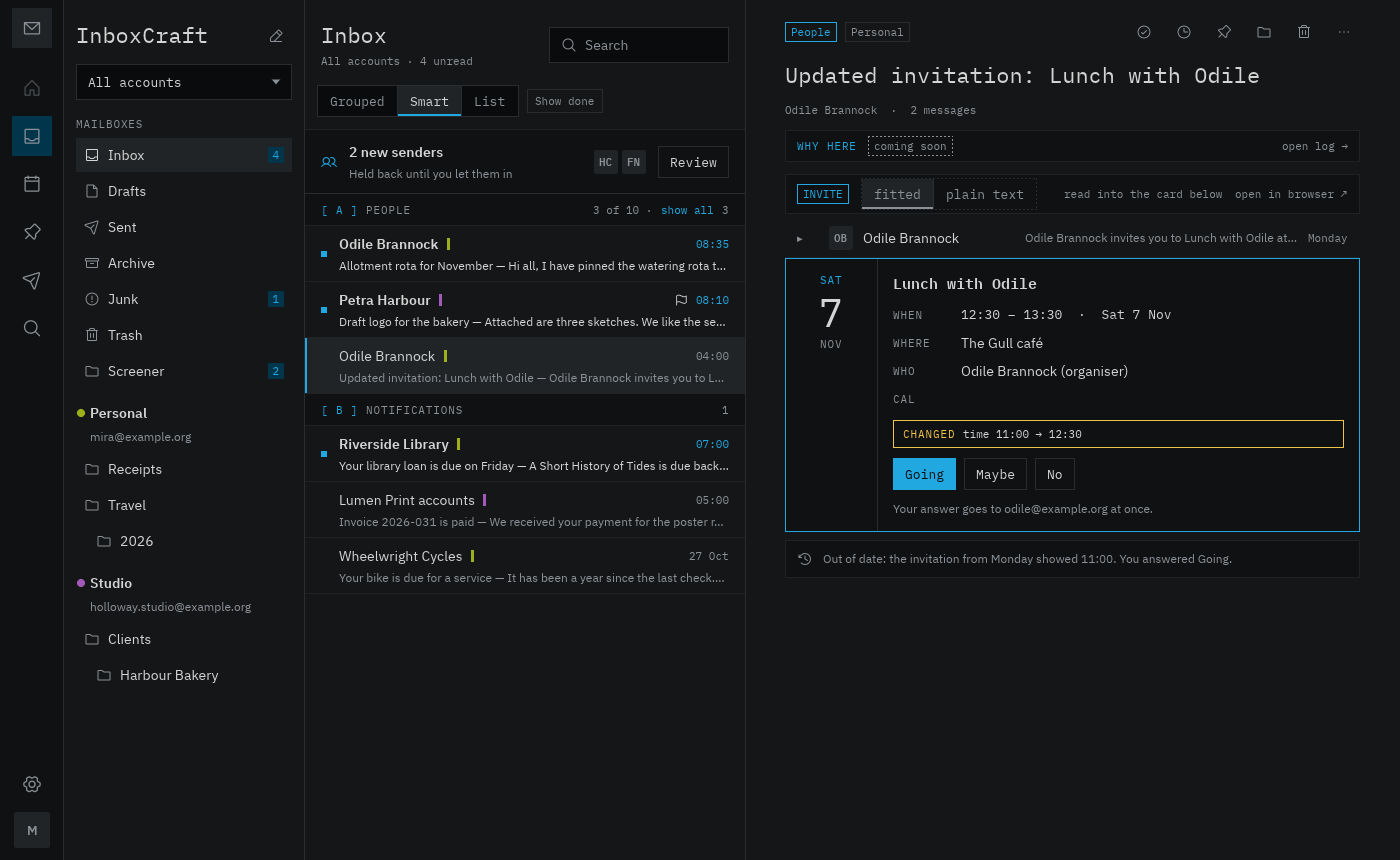 InboxCraft
All accounts
MAILBOXES
Inbox 4
Drafts
Sent
Archive
Junk 1
Trash
Screener 2
Personal
mira@example.org
Receipts
Travel
2026
Studio
holloway.studio@example.org
Clients
Harbour Bakery
M
Inbox
All accounts · 4 unread
Search
Grouped Smart List Show done
2 new senders
Held back until you let them in
HC FN Review
[ A ] PEOPLE 3 of 10 · show all 3
Odile Brannock 08:35
Allotment rota for November — Hi all, I have pinned the watering rota t…
Petra Harbour 08:10
Draft logo for the bakery — Attached are three sketches. We like the se…
Odile Brannock 04:00
Updated invitation: Lunch with Odile — Odile Brannock invites you to L…
[ B ] NOTIFICATIONS 1
Riverside Library 07:00
Your library loan is due on Friday — A Short History of Tides is due back…
Lumen Print accounts 05:00
Invoice 2026-031 is paid — We received your payment for the poster r…
Wheelwright Cycles 27 Oct
Your bike is due for a service — It has been a year since the last check.…
People Personal
Updated invitation: Lunch with Odile
Odile Brannock · 2 messages
WHY HERE coming soon open log →
INVITE fitted plain text read into the card below open in browser ↗
▸ OB Odile Brannock Odile Brannock invites you to Lunch with Odile at… Monday
SAT
7
NOV
Lunch with Odile
WHEN 12:30 – 13:30 · Sat 7 Nov
WHERE The Gull café
WHO Odile Brannock (organiser)
CAL
CHANGED time 11:00 → 12:30
Going Maybe No
Your answer goes to odile@example.org at once.
Out of date: the invitation from Monday showed 11:00. You answered Going.